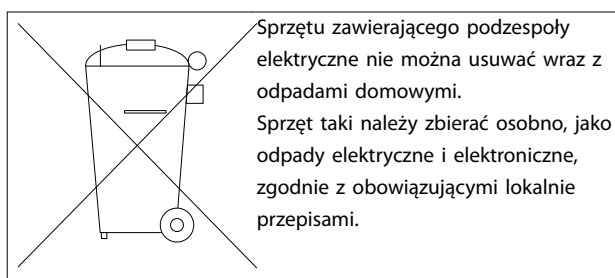 Sprzętu zawierającego podzespoły
elektryczne nie można usuwać wraz z
odpadami domowymi.
Sprzęt taki należy zbierać osobno, jako
odpady elektryczne i elektroniczne,
zgodnie z obowiązującymi lokalnie
przepisami.